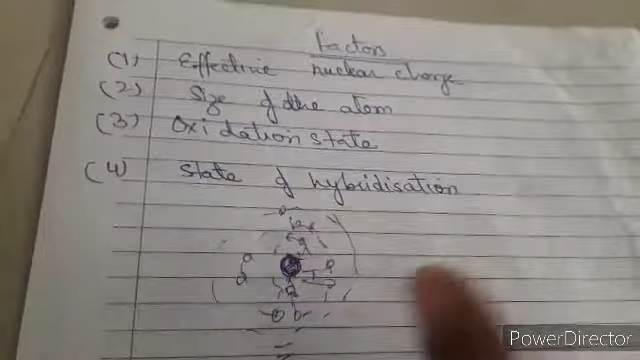 Factors
(1) Effective nuclear charge
(2) Size of the atom
(3) Oxidation state
(4) State of hybridisation
PowerDirector